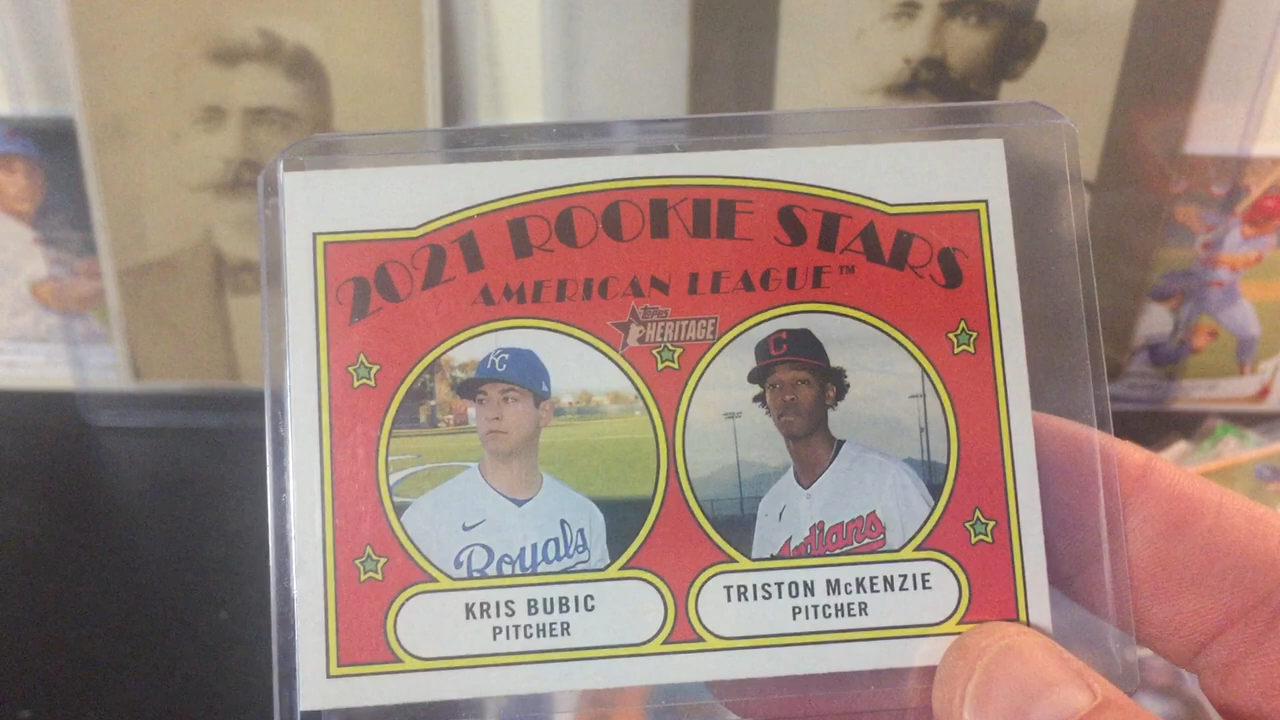 2021 ROOKIE STARS
AMERICAN LEAGUE™
TOPPS
HERITAGE
KC
C
Royals
Indians
KRIS BUBIC
PITCHER
TRISTON McKENZIE
PITCHER